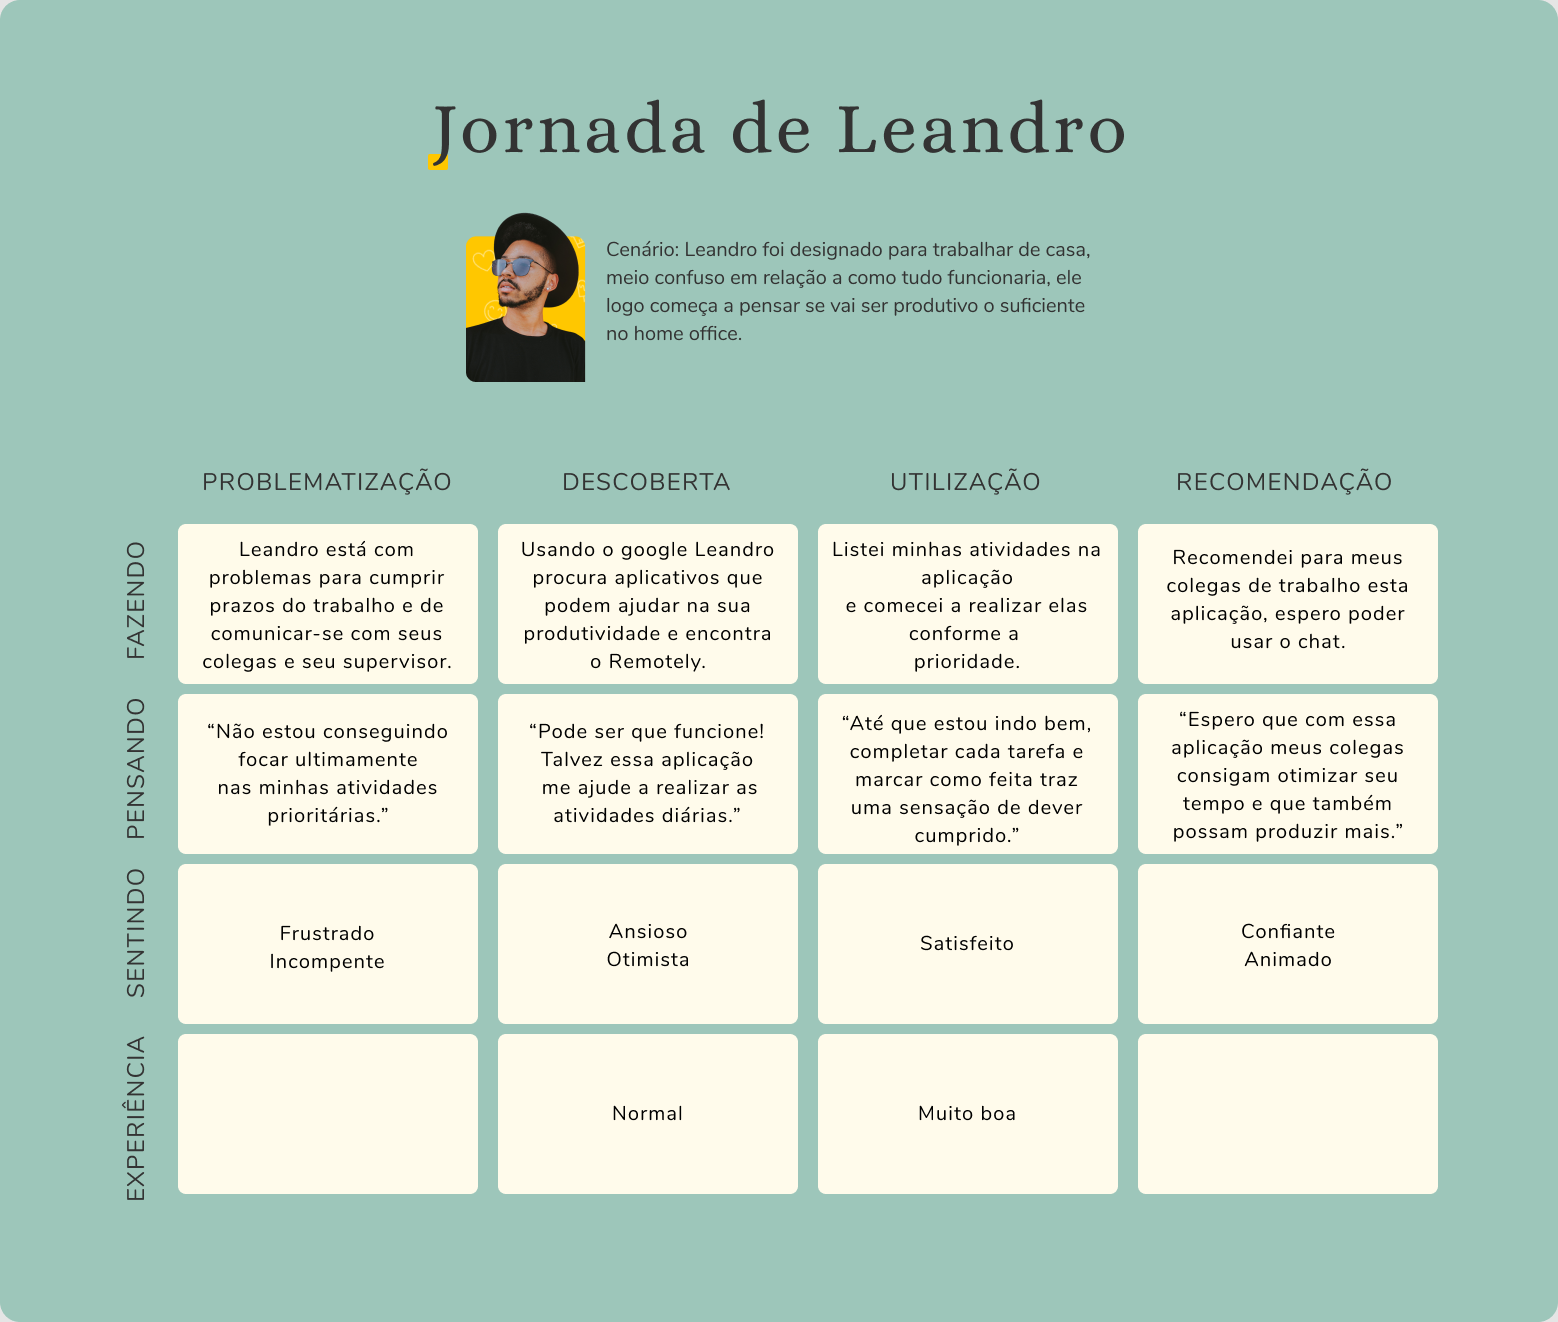 Jornada de Leandro
Cenário: Leandro foi designado para trabalhar de casa,
meio confuso em relação a como tudo funcionaria, ele
logo começa a pensar se vai ser produtivo o suficiente
no home office.
PROBLEMATIZAÇÃO
DESCOBERTA
UTILIZAÇÃO
RECOMENDAÇÃO
FAZENDO
Leandro está com
problemas para cumprir
prazos do trabalho e de
comunicar-se com seus
colegas e seu supervisor.
Usando o google Leandro
procura aplicativos que
podem ajudar na sua
produtividade e encontra
o Remotely.
Listei minhas atividades na
aplicação
e comecei a realizar elas
conforme a
prioridade.
Recomendei para meus
colegas de trabalho esta
aplicação, espero poder
usar o chat.
PENSANDO
“Não estou conseguindo
focar ultimamente
nas minhas atividades
prioritárias.”
“Pode ser que funcione!
Talvez essa aplicação
me ajude a realizar as
atividades diárias.”
“Até que estou indo bem,
completar cada tarefa e
marcar como feita traz
uma sensação de dever
cumprido.”
“Espero que com essa
aplicação meus colegas
consigam otimizar seu
tempo e que também
possam produzir mais.”
SENTINDO
Frustrado
Incompente
Ansioso
Otimista
Satisfeito
Confiante
Animado
EXPERIÊNCIA
Normal
Muito boa